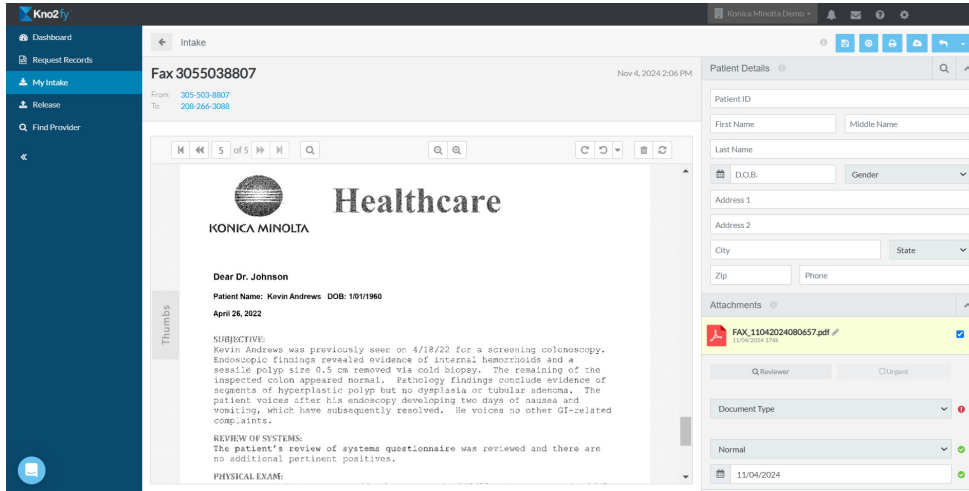 Kno2fy
Konica Minolta Demo
Dashboard
Request Records
My Intake
Release
Find Provider
Intake
Fax 3055038807
Nov 4, 2024 2:06 PM
From: 305-503-8807
To: 208-266-3088
5 of 5
Thumbs
KONICA MINOLTA
Healthcare
Dear Dr. Johnson
Patient Name: Kevin Andrews DOB: 1/01/1960
April 26, 2022
SUBJECTIVE:
Kevin Andrews was previously seen on 4/18/22 for a screening colonoscopy.
Endoscopic findings revealed evidence of internal hemorrhoids and a
sessile polyp size 0.5 cm removed via cold biopsy. The remaining of the
inspected colon appeared normal. Pathology findings conclude evidence of
segments of hyperplastic polyp but no dysplasia or tubular adenoma. The
patient voices after his endoscopy developing two days of nausea and
vomiting, which have subsequently resolved. He voices no other GI-related
complaints.
REVIEW OF SYSTEMS:
The patient's review of systems questionnaire was reviewed and there are
no additional pertinent positives.
PHYSICAL EXAM:
Patient Details
Patient ID
First Name
Middle Name
Last Name
D.O.B.
Gender
Address 1
Address 2
City
State
Zip
Phone
Attachments
FAX_11042024080657.pdf
11/04/2024 174k
Reviewer
Urgent
Document Type
Normal
11/04/2024